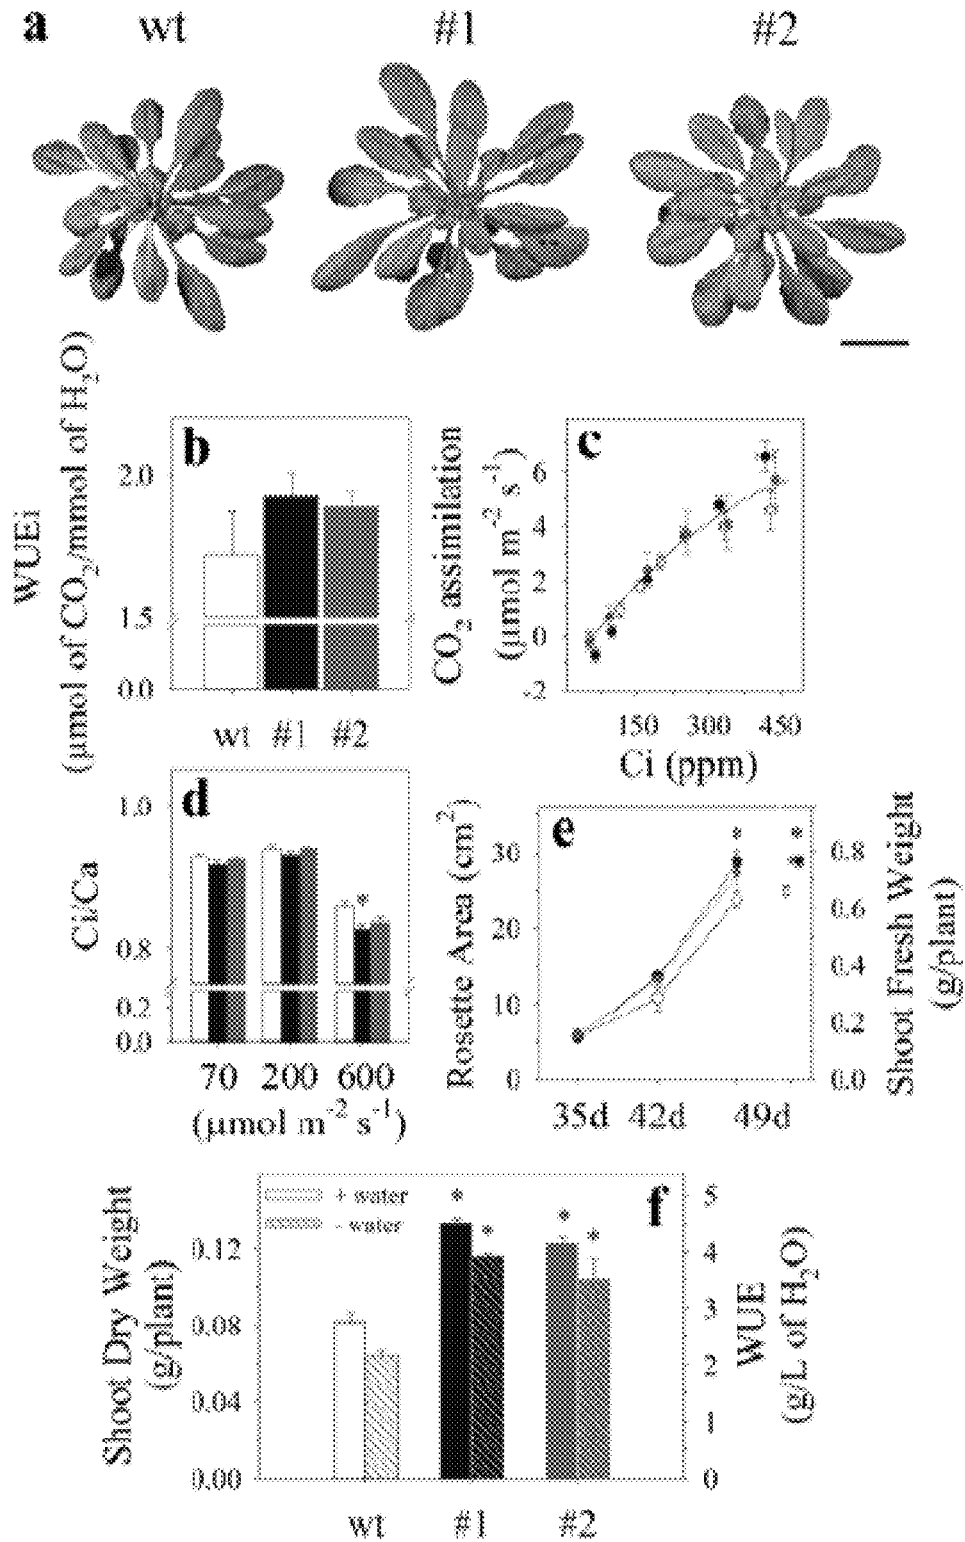 a wt #1 #2
WUEi
(μmol of CO2/mmol of H2O)
b
2.0
1.5
0.0
wt #1 #2
CO2 assimilation
(μmol m-2 s-1)
c
6
4
2
0
-2
150 300 450
Ci (ppm)
Ci/Ca
d
1.0
0.8
0.2
0.0
*
70 200 600
(μmol m-2 s-1)
Rosette Area (cm2)
e
30
20
10
0
* *
35d 42d 49d
0.8
0.6
0.4
0.2
0.0
Shoot Fresh Weight
(g/plant)
Shoot Dry Weight
(g/plant)
+ water
- water
f
0.12
0.08
0.04
0.00
* * * *
wt #1 #2
5
4
3
2
1
0
WUE
(g/L of H2O)